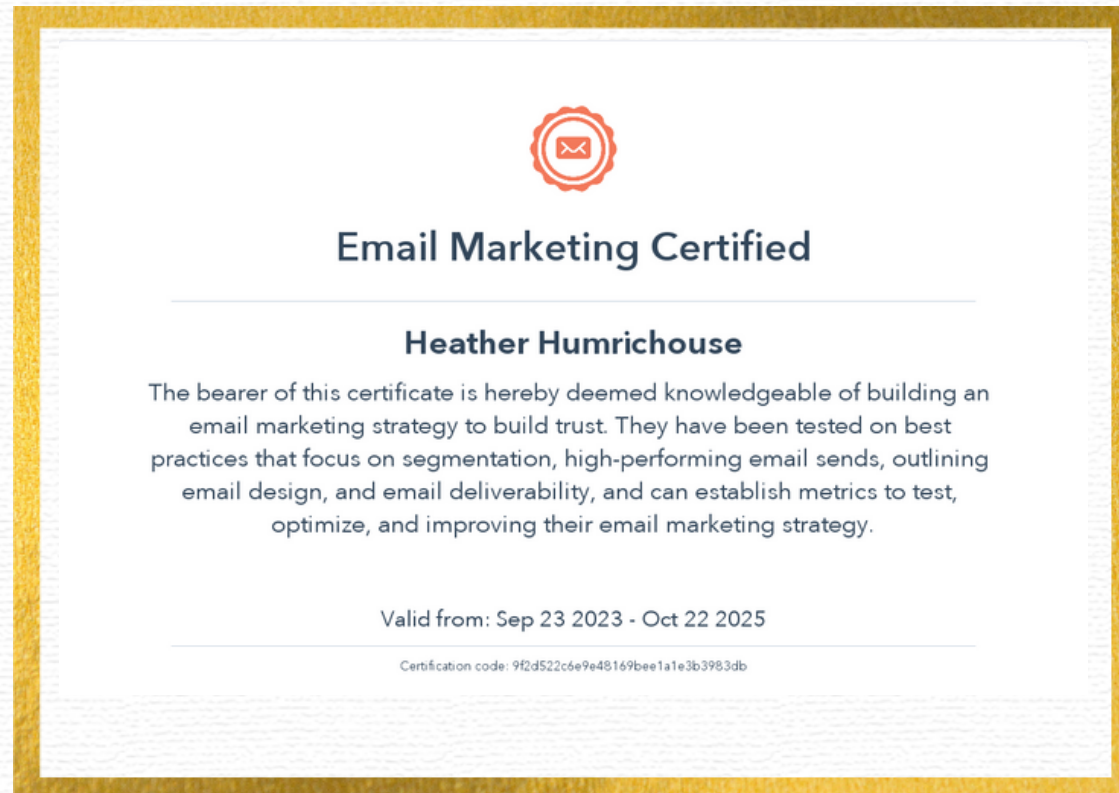 Email Marketing Certified
Heather Humrichouse
The bearer of this certificate is hereby deemed knowledgeable of building an
email marketing strategy to build trust. They have been tested on best
practices that focus on segmentation, high-performing email sends, outlining
email design, and email deliverability, and can establish metrics to test,
optimize, and improving their email marketing strategy.
Valid from: Sep 23 2023 - Oct 22 2025
Certification code: 9f2d522c6e9e48169bee1a1e3b3983db